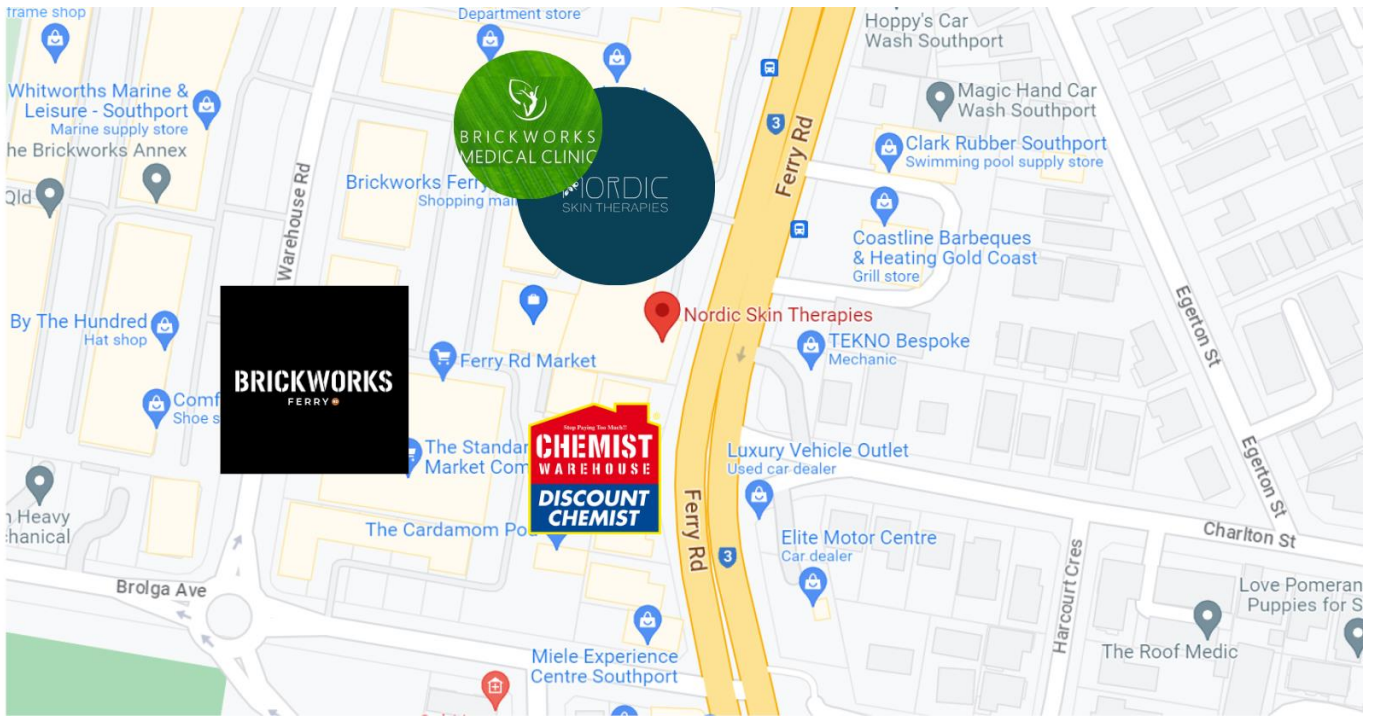 frame shop
Department store
Hoppy's Car
Wash Southport
Whitworths Marine &
Leisure - Southport
Marine supply store
he Brickworks Annex
Qld
Warehouse Rd
BRICKWORKS
MEDICAL CLINIC
NORDIC
SKIN THERAPIES
Brickworks Ferry
Shopping mall
3
Ferry Rd
Magic Hand Car
Wash Southport
Clark Rubber Southport
Swimming pool supply store
Coastline Barbeques
& Heating Gold Coast
Grill store
Egerton St
By The Hundred
Hat shop
BRICKWORKS
FERRY
Comf
Shoe s
Ferry Rd Market
Nordic Skin Therapies
TEKNO Bespoke
Mechanic
The Standar
Market Com
Stop Paying Too Much!!
CHEMIST
WAREHOUSE
DISCOUNT
CHEMIST
Luxury Vehicle Outlet
Used car dealer
Egerton St
Heavy
hanical
The Cardamom Po
Ferry Rd
3
Elite Motor Centre
Car dealer
Charlton St
Brolga Ave
Harcourt Cres
Love Pomeran
Puppies for S
The Roof Medic
Miele Experience
Centre Southport